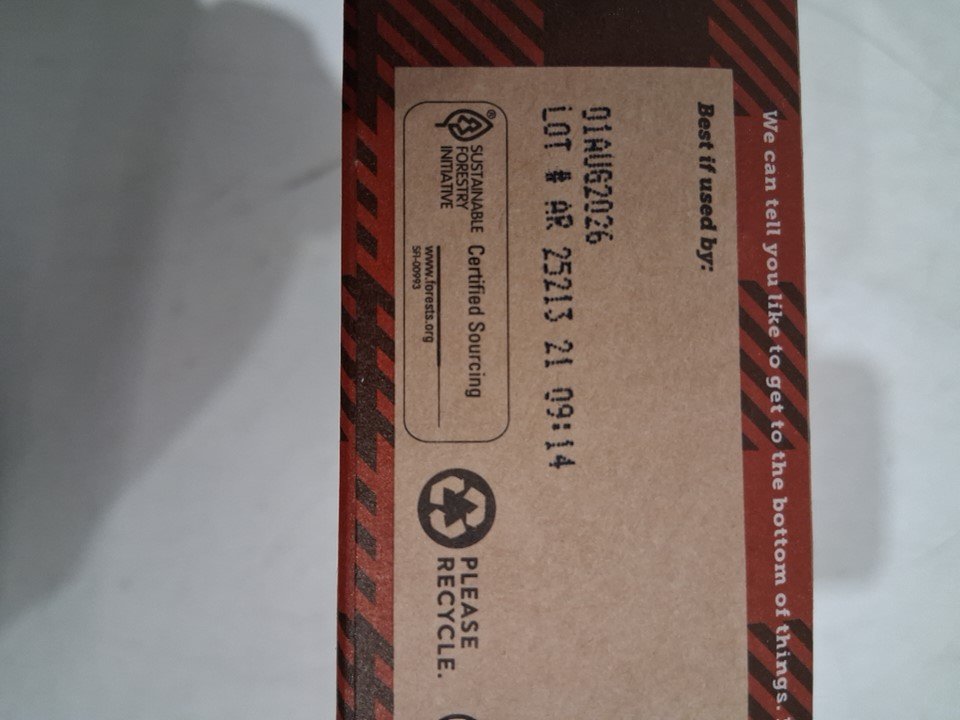 We can tell you like to get to the bottom of things.
Best if used by:
01AUG2026
LOT # AR 25213 21 09:14
SUSTAINABLE
FORESTRY
INITIATIVE
®
Certified Sourcing
www.forests.org
SFI-00993
PLEASE
RECYCLE.